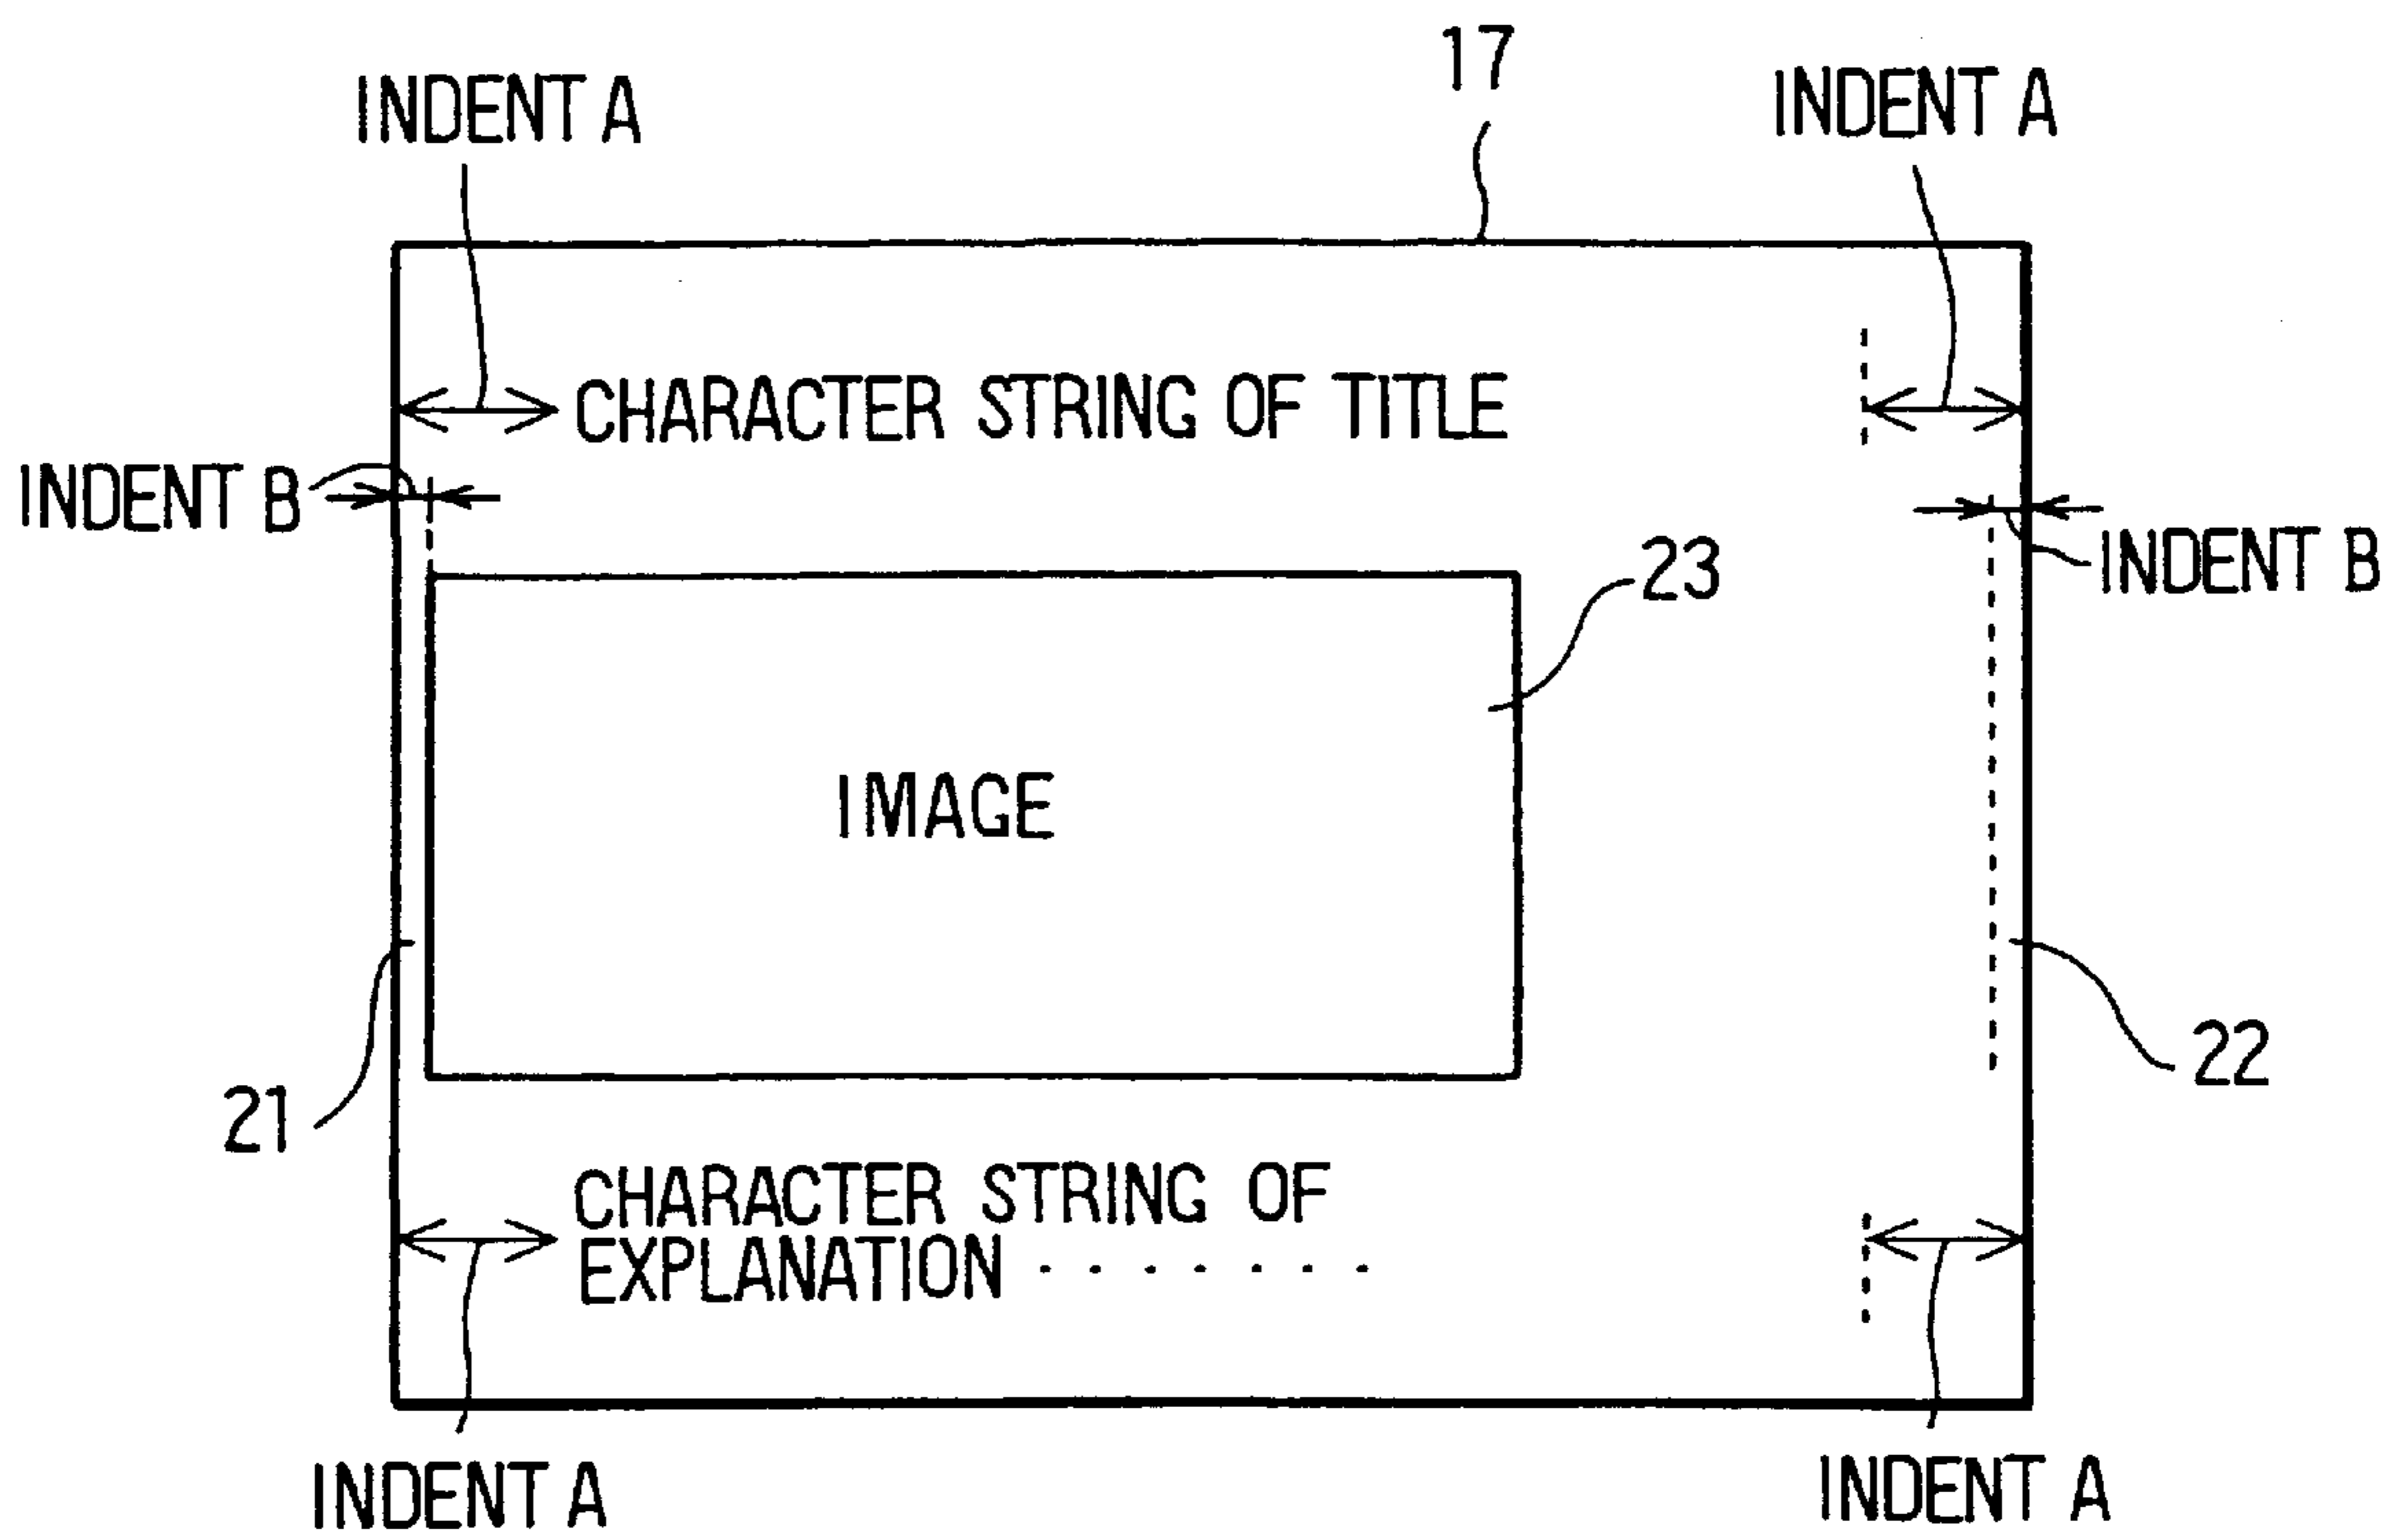 17
INDENT A
INDENT A
CHARACTER STRING OF TITLE
INDENT B
INDENT B
23
IMAGE
22
21
CHARACTER STRING OF
EXPLANATION . . . . . . .
INDENT A
INDENT A